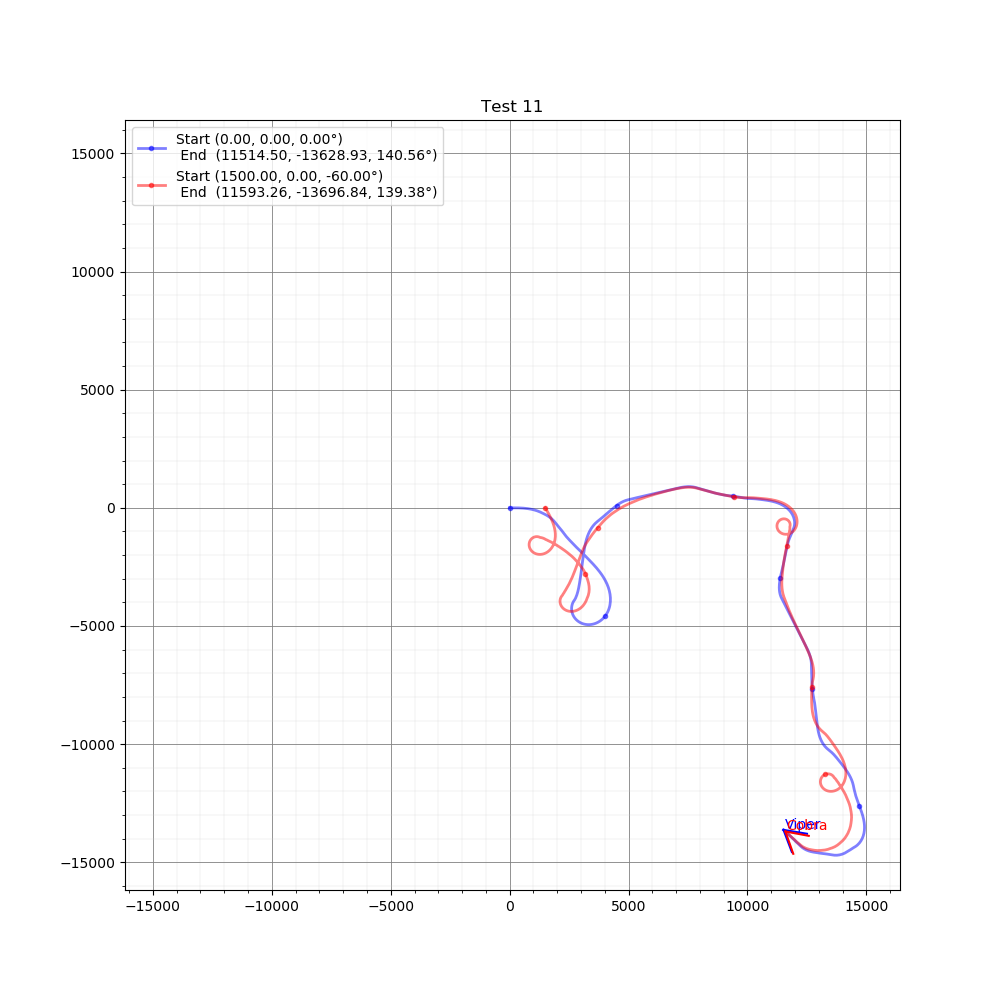 Test 11
Start (0.00, 0.00, 0.00°)
End (11514.50, -13628.93, 140.56°)
Start (1500.00, 0.00, -60.00°)
End (11593.26, -13696.84, 139.38°)
15000
10000
5000
0
−5000
−10000
−15000
Viper
Cobra
−15000 −10000 −5000 0 5000 10000 15000